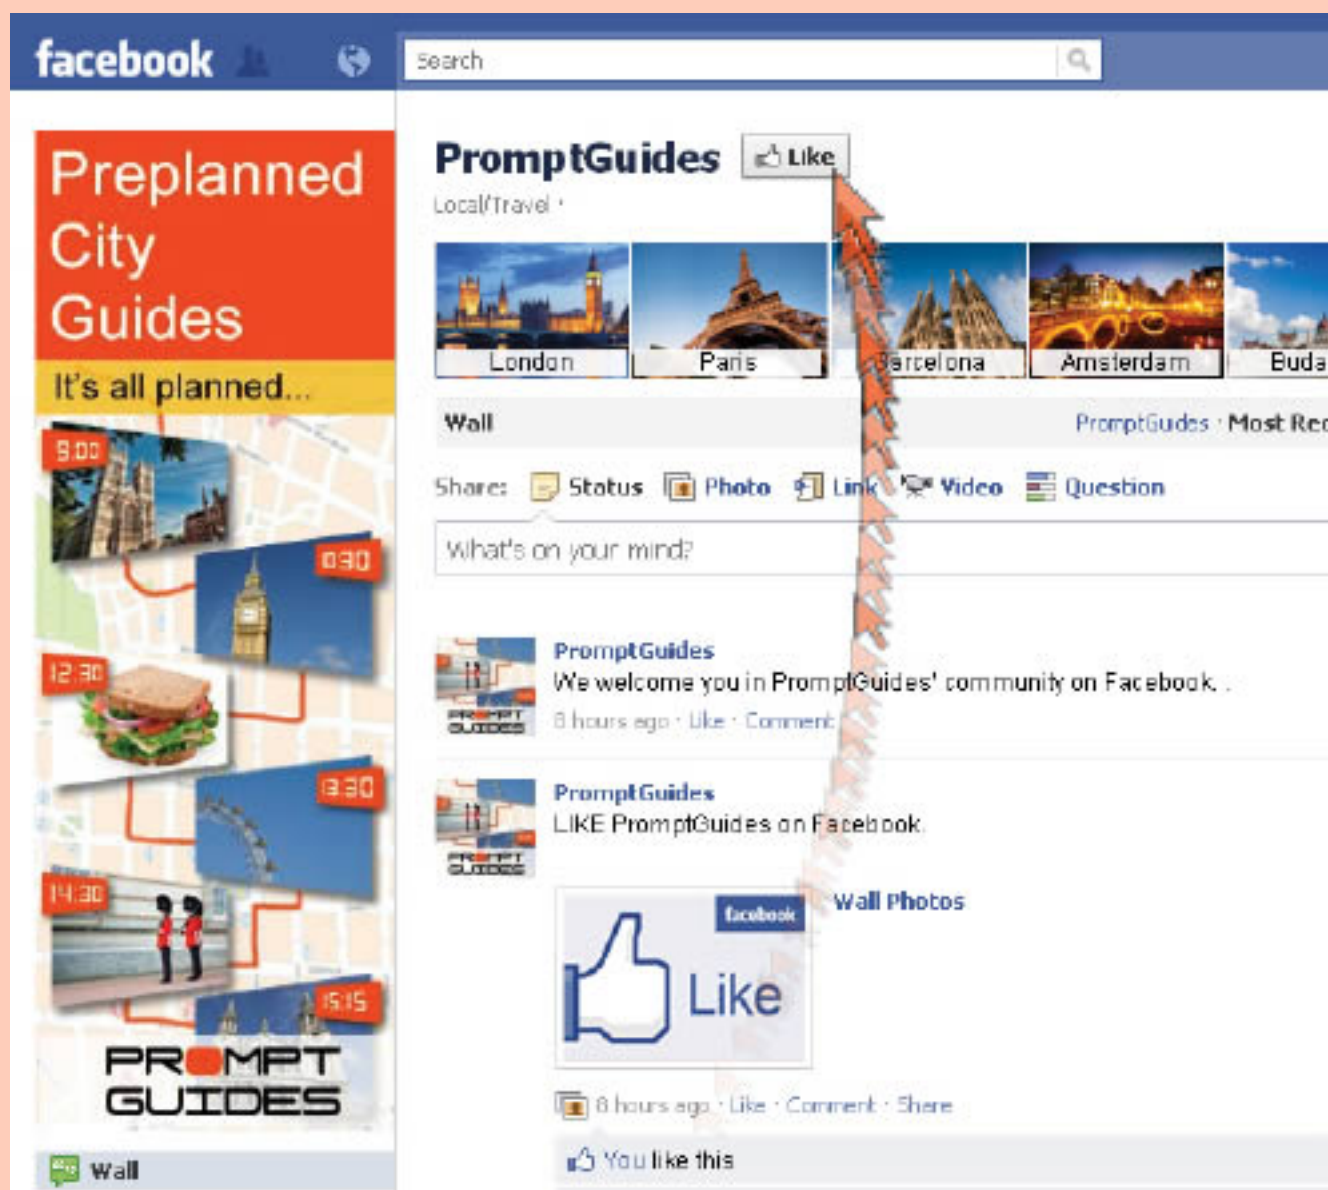 facebook
Search
Preplanned
City
Guides
It's all planned...
9.00
10:30
12.30
13.30
14:30
15:15
PROMPT
GUIDES
Wall
PromptGuides Like
Local/Travel ·
London Paris Barcelona Amsterdam Buda
Wall PromptGuides · Most Rec
Share: Status Photo Link Video Question
What's on your mind?
PromptGuides
We welcome you in PromptGuides' community on Facebook. .
8 hours ago · Like · Comment
PROMPT
GUIDES
PromptGuides
LIKE PromptGuides on Facebook.
PROMPT
GUIDES
facebook
Like
Wall Photos
8 hours ago · Like · Comment · Share
You like this